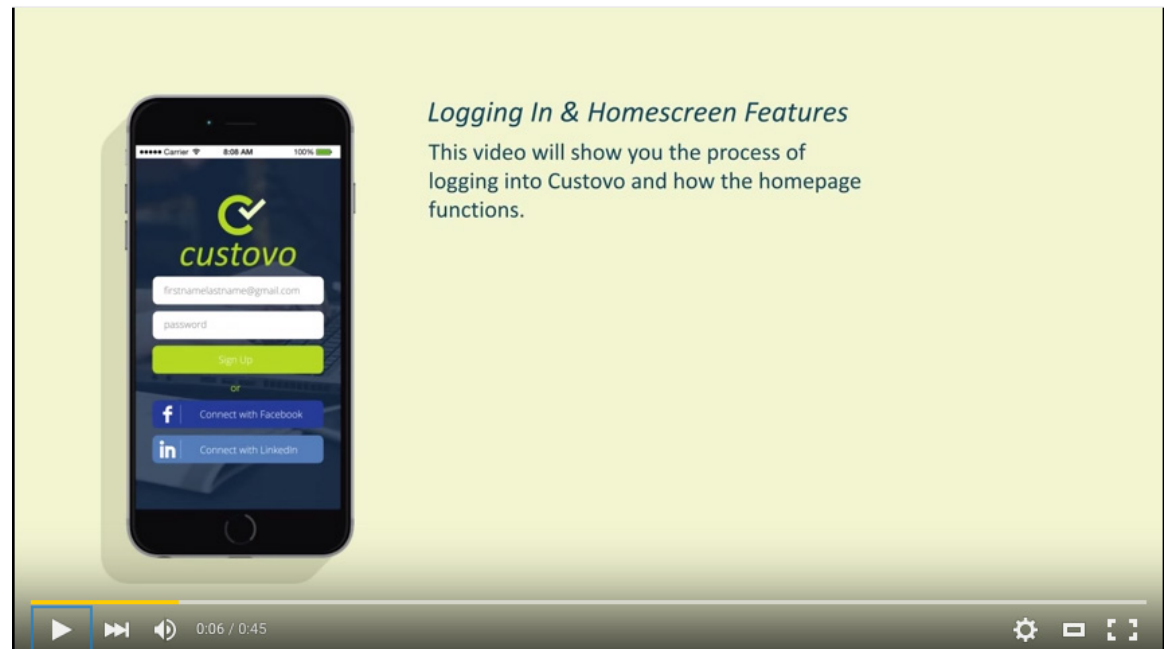 Logging In & Homescreen Features
This video will show you the process of
logging into Custovo and how the homepage
functions.
Carrier 8:08 AM 100%
custovo
firstnamelastname@gmail.com
password
Sign Up
or
f Connect with Facebook
in Connect with LinkedIn
0:06 / 0:45